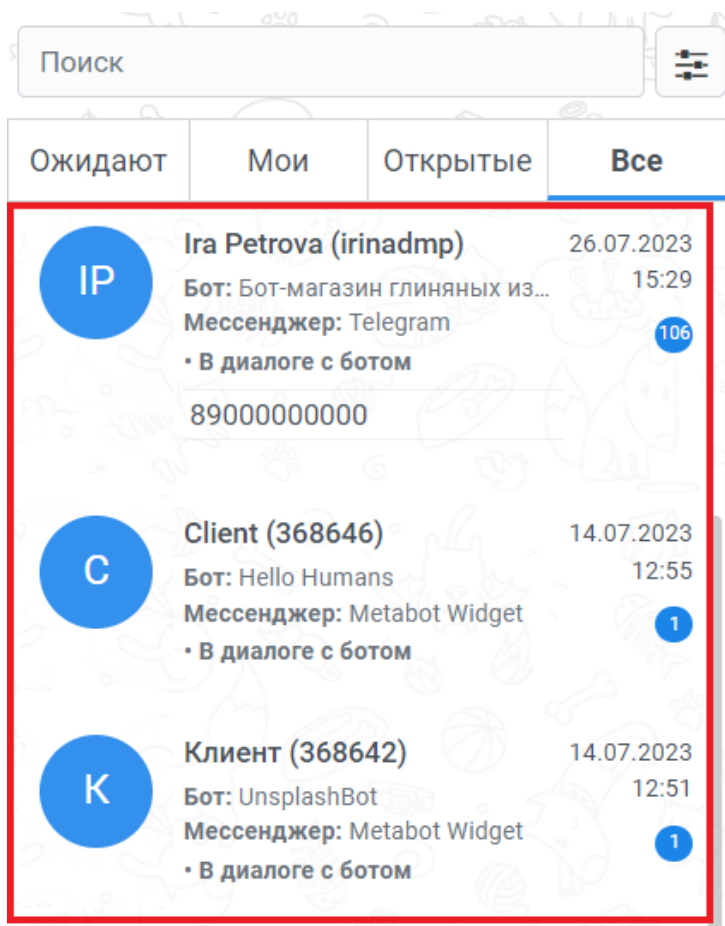 Поиск
Ожидают Мои Открытые Все
IP Ira Petrova (irinadmp) 26.07.2023
Бот: Бот-магазин глиняных из... 15:29
Мессенджер: Telegram 106
• В диалоге с ботом
89000000000
Client (368646) 14.07.2023
C Бот: Hello Humans 12:55
Мессенджер: Metabot Widget 1
• В диалоге с ботом
Клиент (368642) 14.07.2023
К Бот: UnsplashBot 12:51
Мессенджер: Metabot Widget 1
• В диалоге с ботом